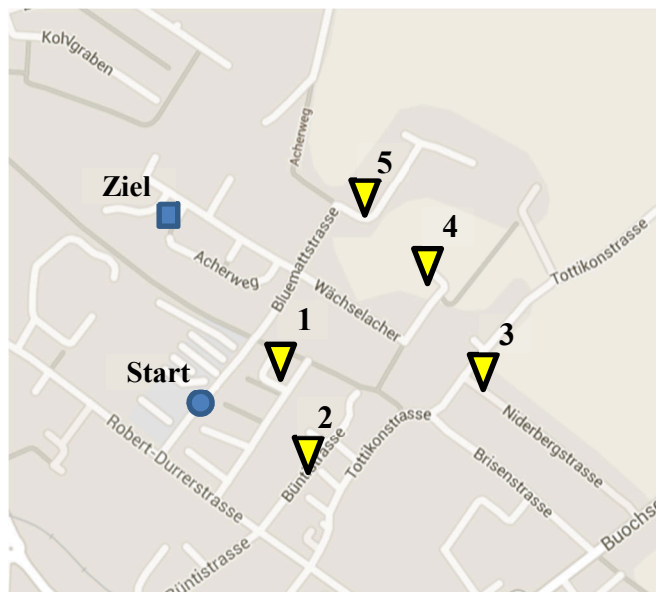 Kohlgraben
Acherweg
5
Ziel
4
Bluemattstrasse
Tottikonstrasse
Acherweg
Wächselacher
1
3
Start
2
Robert-Durrerstrasse
Büntistrasse
Tottikonstrasse
Niderbergstrasse
Brisenstrasse
Büntistrasse